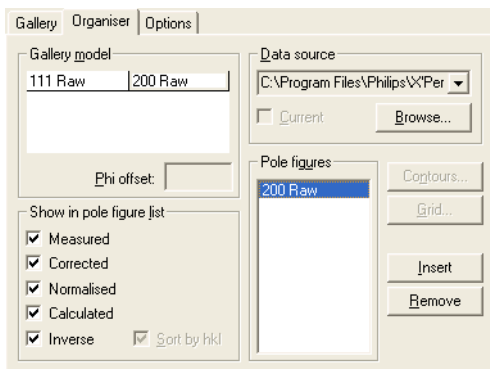 Gallery Organiser Options
Gallery model
111 Raw 200 Raw
Phi offset:
Show in pole figure list
Measured
Corrected
Normalised
Calculated
Inverse Sort by hkl
Data source
C:\Program Files\Philips\X'Per
Current Browse...
Pole figures
200 Raw
Contours...
Grid...
Insert
Remove